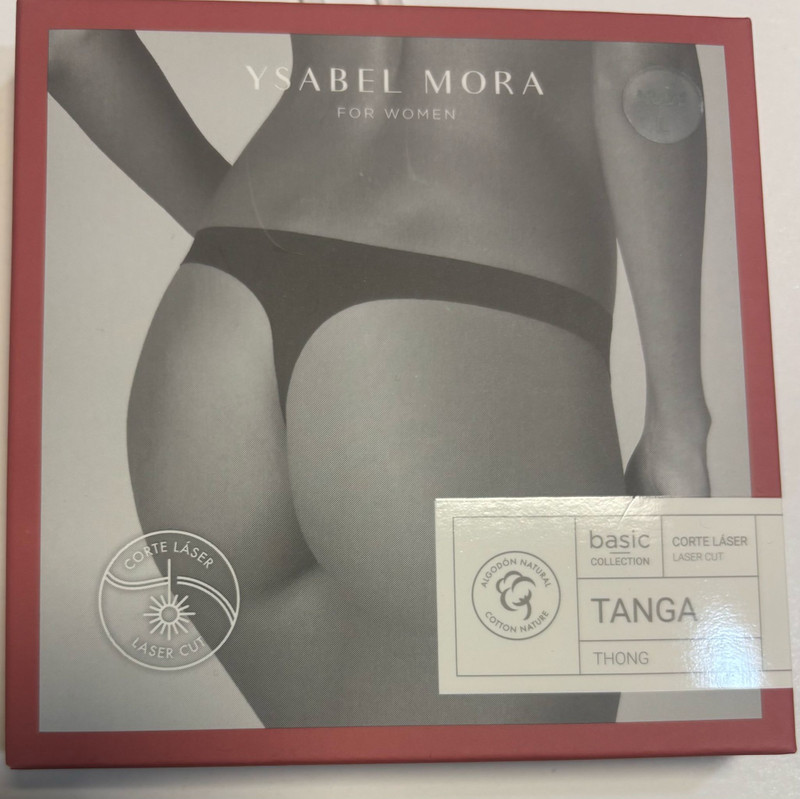 YSABEL MORA
FOR WOMEN
CORTE LÁSER
LASER CUT
ALGODÓN NATURAL
COTTON NATURE
basic
COLLECTION
CORTE LÁSER
LASER CUT
TANGA
THONG